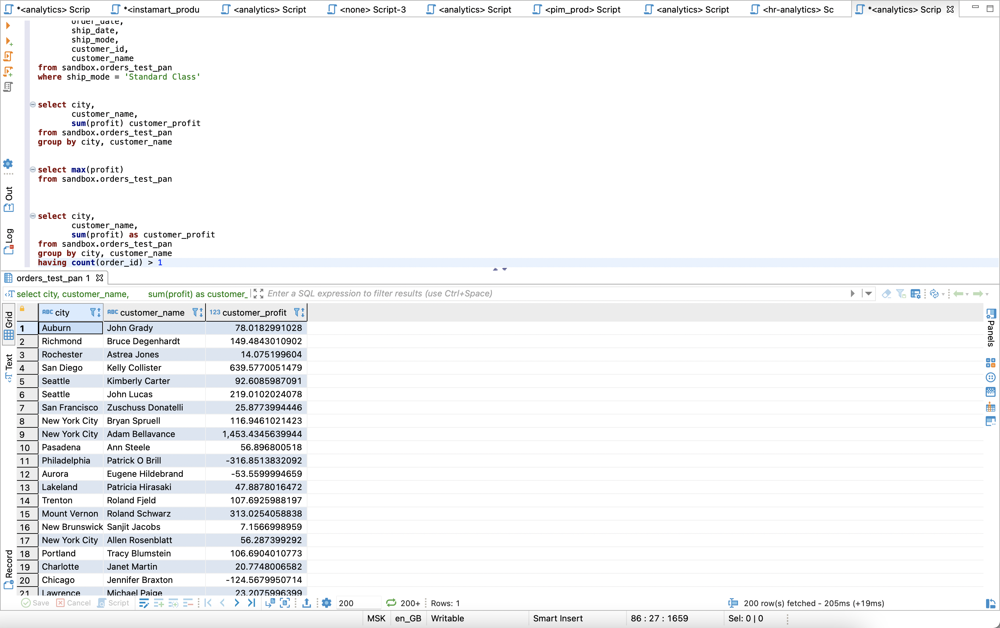 *<analytics> Scrip
*<instamart_produ
<analytics> Script
<none> Script-3
<analytics> Script
<pim_prod> Script
<analytics> Script
<hr-analytics> Sc
*<analytics> Scrip
order_date,
ship_date,
ship_mode,
customer_id,
customer_name
from sandbox.orders_test_pan
where ship_mode = 'Standard Class'
select city,
customer_name,
sum(profit) customer_profit
from sandbox.orders_test_pan
group by city, customer_name
select max(profit)
from sandbox.orders_test_pan
Out
select city,
customer_name,
sum(profit) as customer_profit
from sandbox.orders_test_pan
group by city, customer_name
having count(order_id) > 1
Log
orders_test_pan 1
select city, customer_name, sum(profit) as customer_
Enter a SQL expression to filter results (use Ctrl+Space)
Grid
Text
Record
Panels
ABC city ABC customer_name 123 customer_profit
1 Auburn John Grady 78.0182991028
2 Richmond Bruce Degenhardt 149.4843010902
3 Rochester Astrea Jones 14.075199604
4 San Diego Kelly Collister 639.5770051479
5 Seattle Kimberly Carter 92.6085987091
6 Seattle John Lucas 219.0102024078
7 San Francisco Zuschuss Donatelli 25.8773994446
8 New York City Bryan Spruell 116.9461021423
9 New York City Adam Bellavance 1,453.4345639944
10 Pasadena Ann Steele 56.896800518
11 Philadelphia Patrick O Brill -316.8513832092
12 Aurora Eugene Hildebrand -53.5599994659
13 Lakeland Patricia Hirasaki 47.8878016472
14 Trenton Roland Fjeld 107.6925988197
15 Mount Vernon Roland Schwarz 313.0254058838
16 New Brunswick Sanjit Jacobs 7.1566998959
17 New York City Allen Rosenblatt 56.287399292
18 Portland Tracy Blumstein 106.6904010773
19 Charlotte Janet Martin 20.7748006582
20 Chicago Jennifer Braxton -124.5679950714
21 Lawrence Michael Paige 23.2075996399
Save Cancel Script 200 200+ Rows: 1 200 row(s) fetched - 205ms (+19ms)
MSK en_GB Writable Smart Insert 86 : 27 : 1659 Sel: 0 | 0